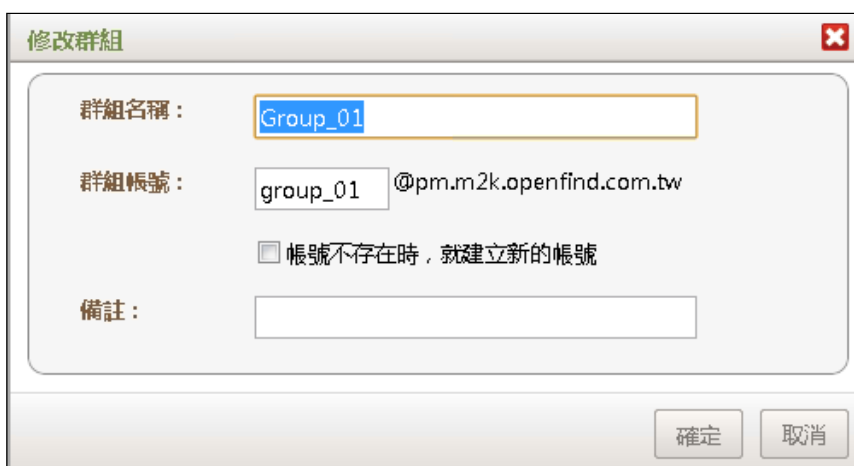 修改群組
群組名稱：
Group_01
群組帳號：
group_01 @pm.m2k.openfind.com.tw
帳號不存在時，就建立新的帳號
備註：
確定 取消